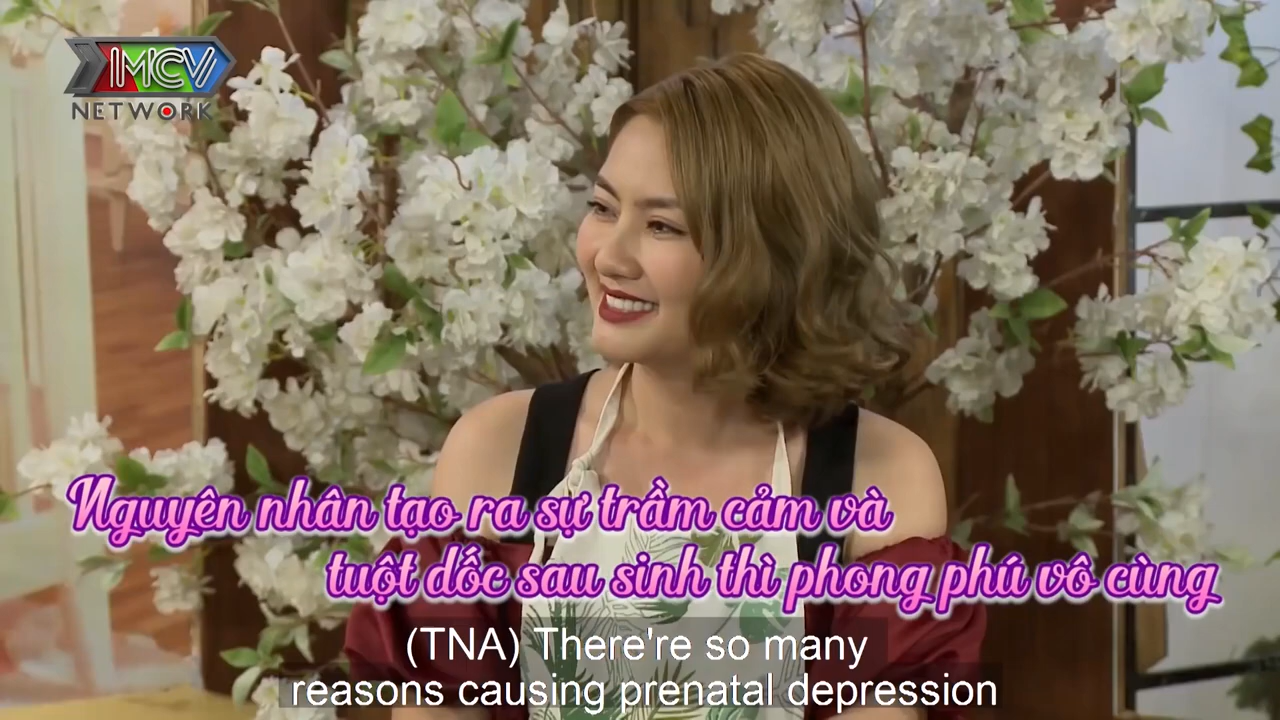 MCV
NETWORK
Nguyên nhân tạo ra sự trầm cảm và
tuột dốc sau sinh thì phong phú vô cùng
(TNA) There're so many
reasons causing prenatal depression